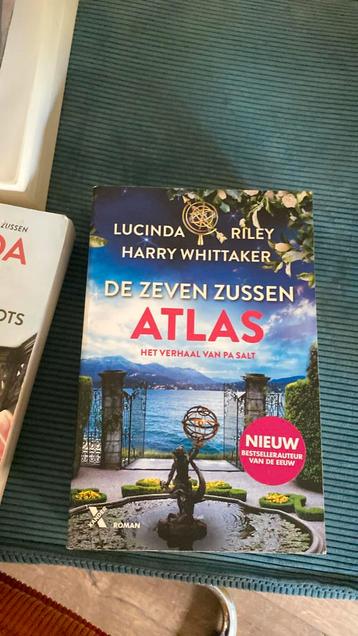 ZUSSEN
DA
OTS
LUCINDA RILEY
HARRY WHITTAKER
DE ZEVEN ZUSSEN
ATLAS
HET VERHAAL VAN PA SALT
NIEUW
BESTSELLERAUTEUR
VAN DE EEUW
XANDER
ROMAN